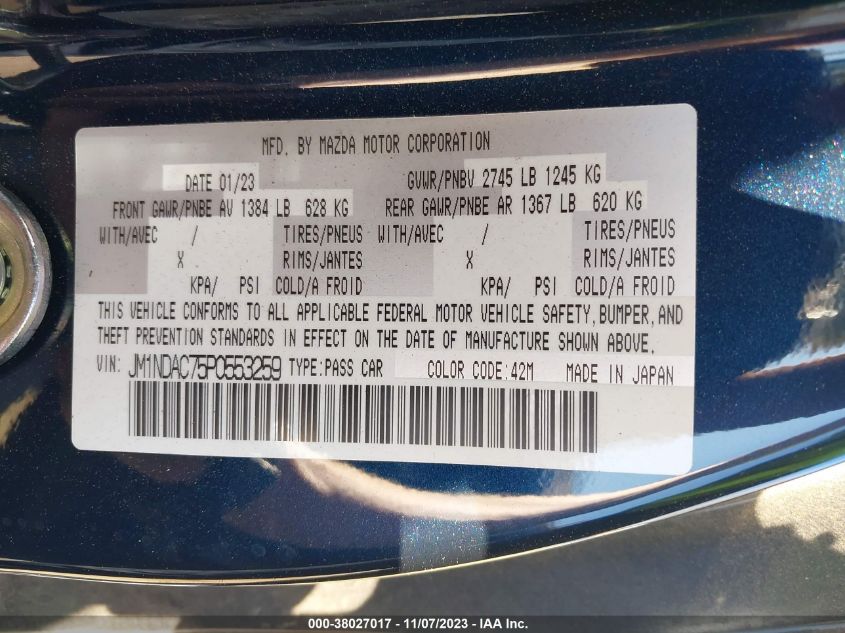 MFD. BY MAZDA MOTOR CORPORATION
DATE 01/23 GVWR/PNBV 2745 LB 1245 KG
FRONT GAWR/PNBE AV 1384 LB 628 KG REAR GAWR/PNBE AR 1367 LB 620 KG
WITH/AVEC / TIRES/PNEUS WITH/AVEC / TIRES/PNEUS
X RIMS/JANTES X RIMS/JANTES
KPA/ PSI COLD/A FROID KPA/ PSI COLD/A FROID
THIS VEHICLE CONFORMS TO ALL APPLICABLE FEDERAL MOTOR VEHICLE SAFETY, BUMPER, AND
THEFT PREVENTION STANDARDS IN EFFECT ON THE DATE OF MANUFACTURE SHOWN ABOVE.
VIN: JM1NDAC75P0553259 TYPE:PASS CAR COLOR CODE:42M MADE IN JAPAN
000-38027017 - 11/07/2023 - IAA Inc.